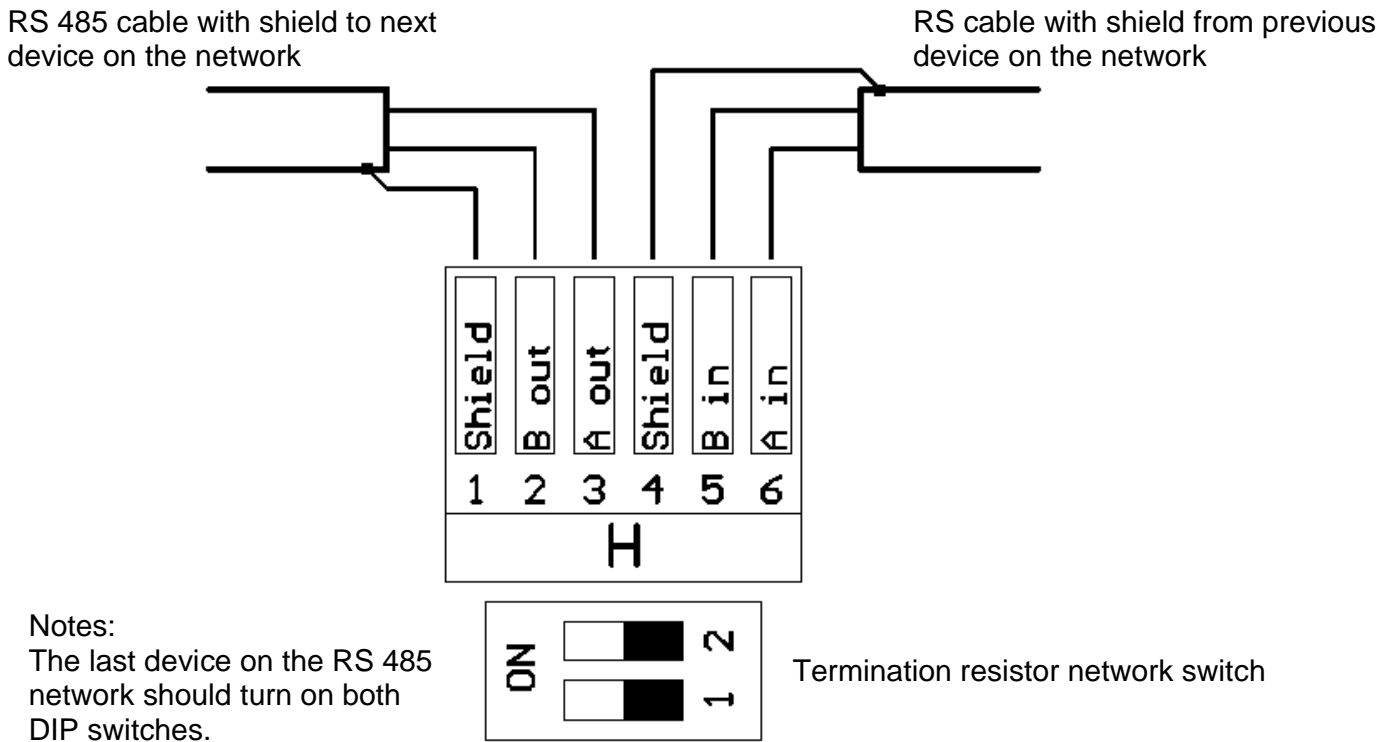 RS 485 cable with shield to next
device on the network
RS cable with shield from previous
device on the network
Shield
B out
A out
Shield
B in
A in
1 2 3 4 5 6
H
Notes:
The last device on the RS 485
network should turn on both
DIP switches.
ON
2
1
Termination resistor network switch